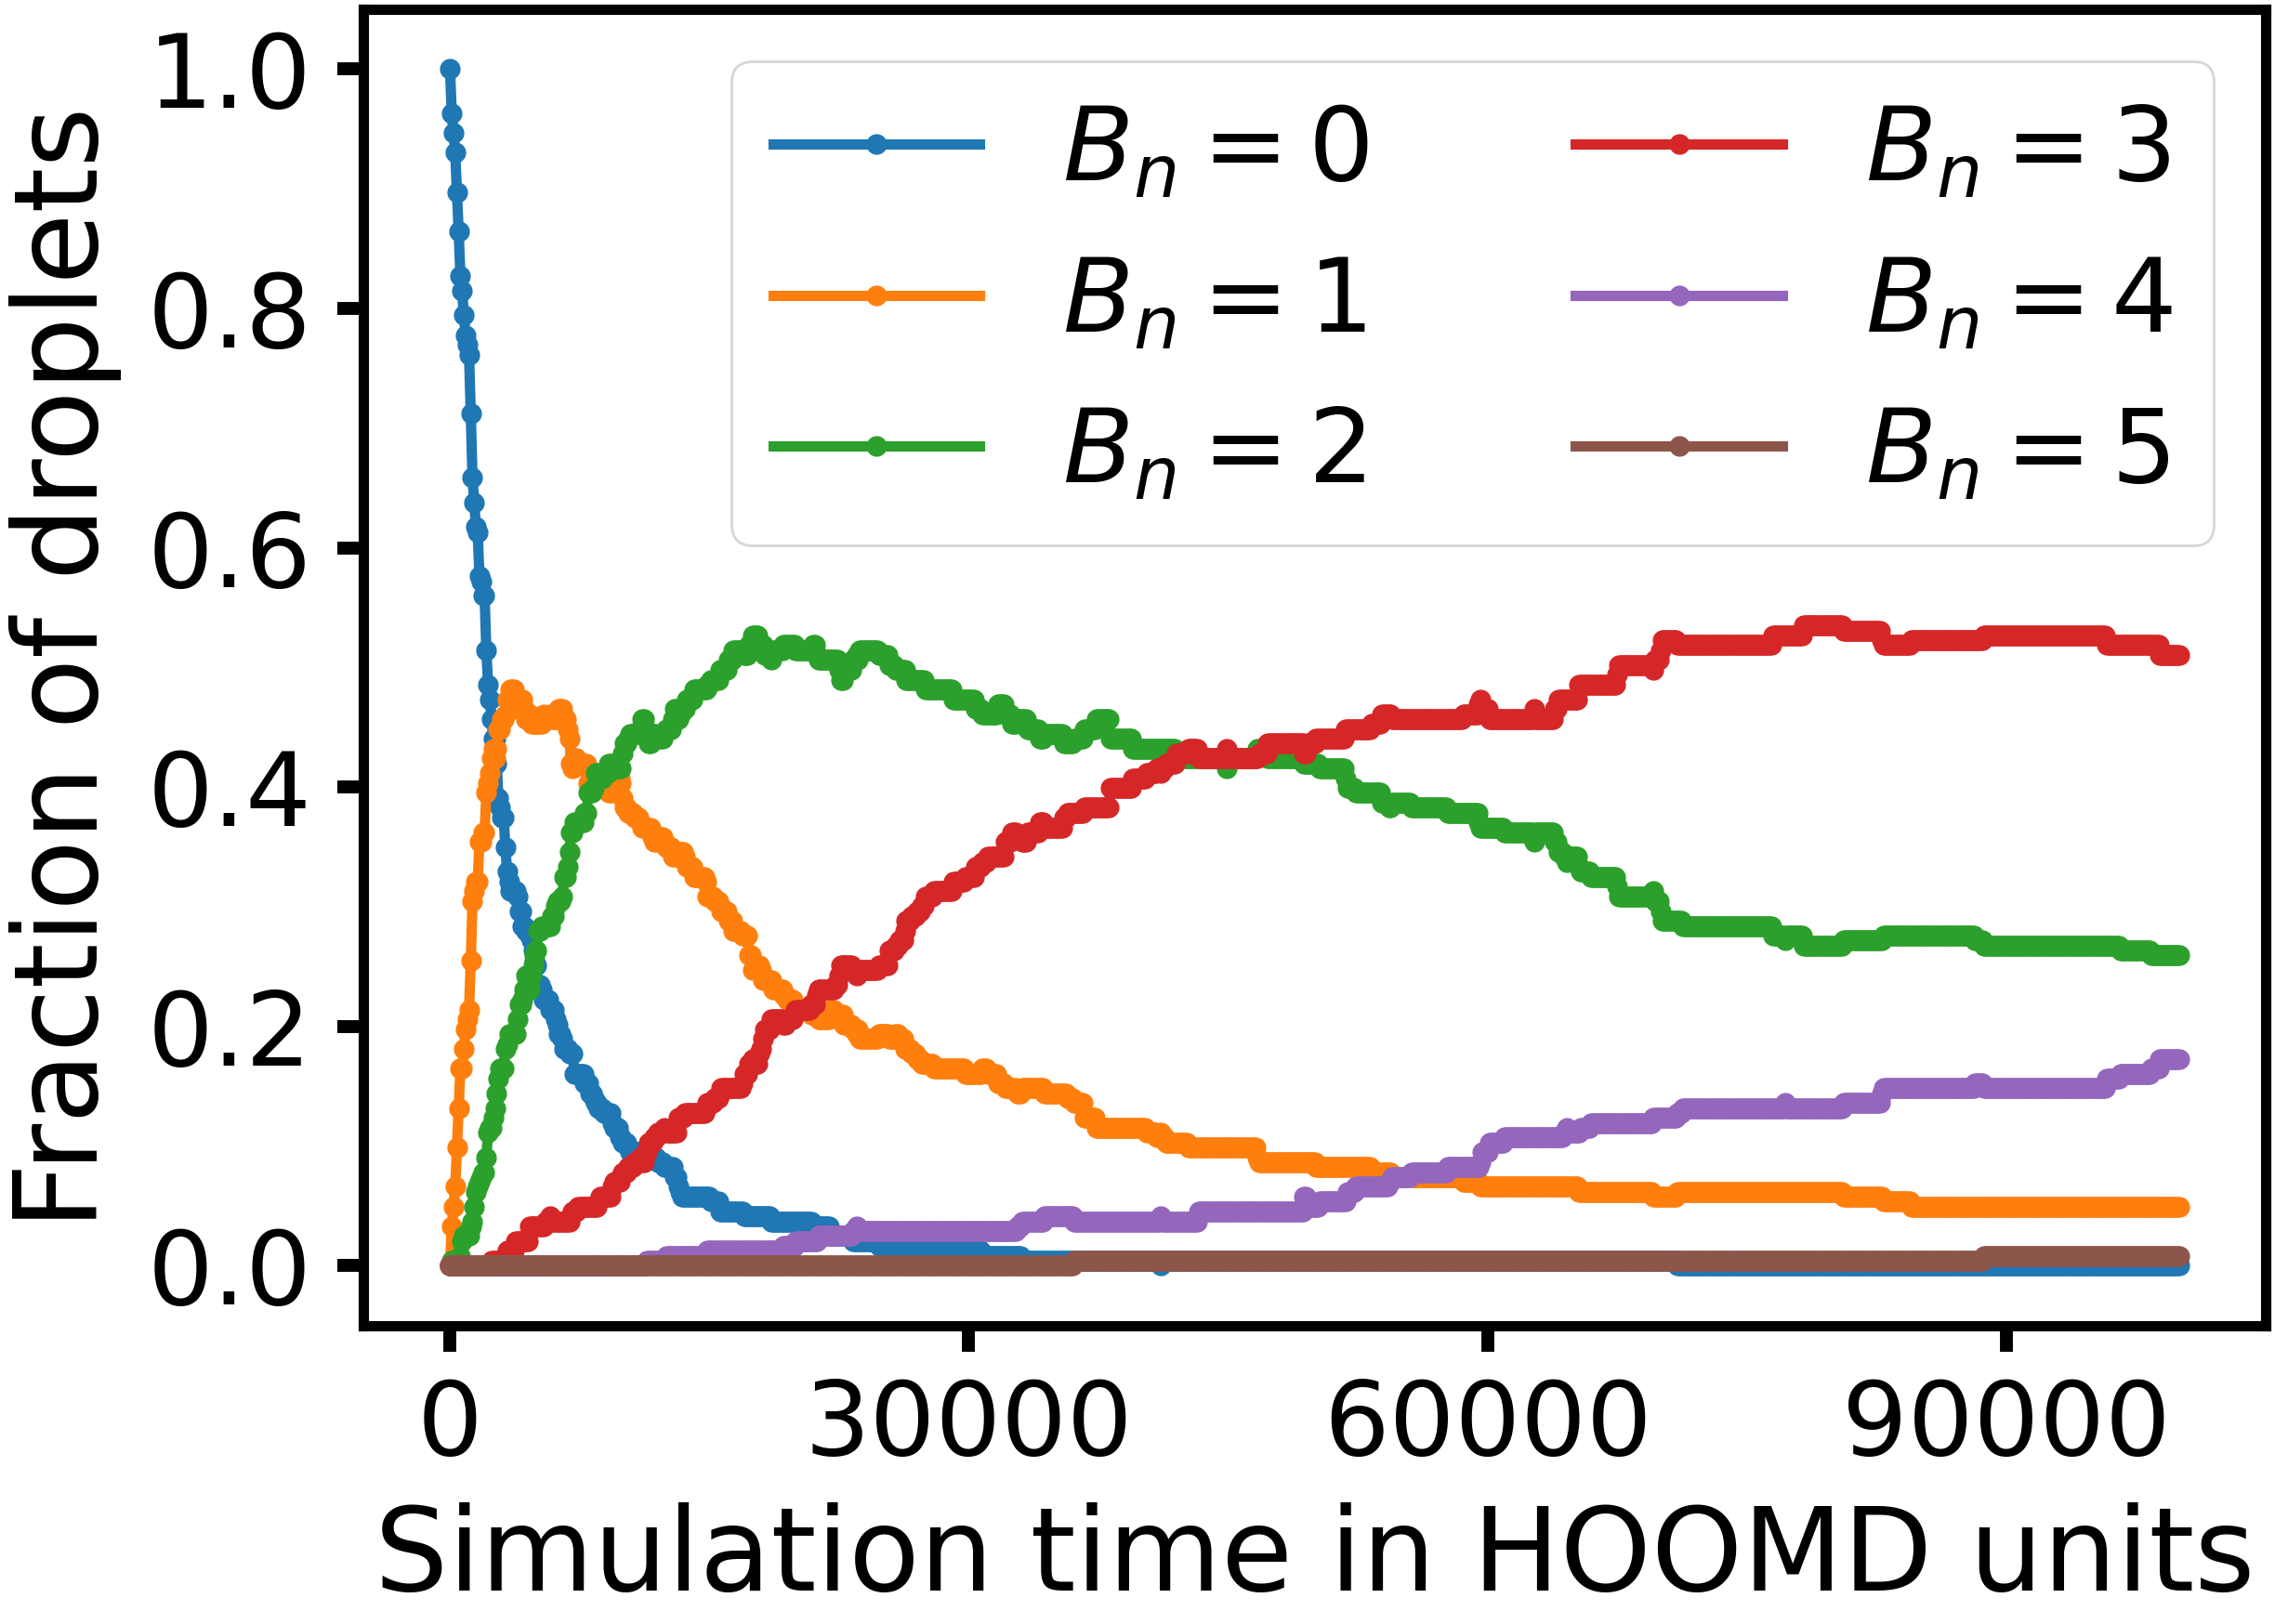 Fraction of droplets
1.0
0.8
0.6
0.4
0.2
0.0
B_n = 0
B_n = 1
B_n = 2
B_n = 3
B_n = 4
B_n = 5
0 30000 60000 90000
Simulation time in HOOMD units